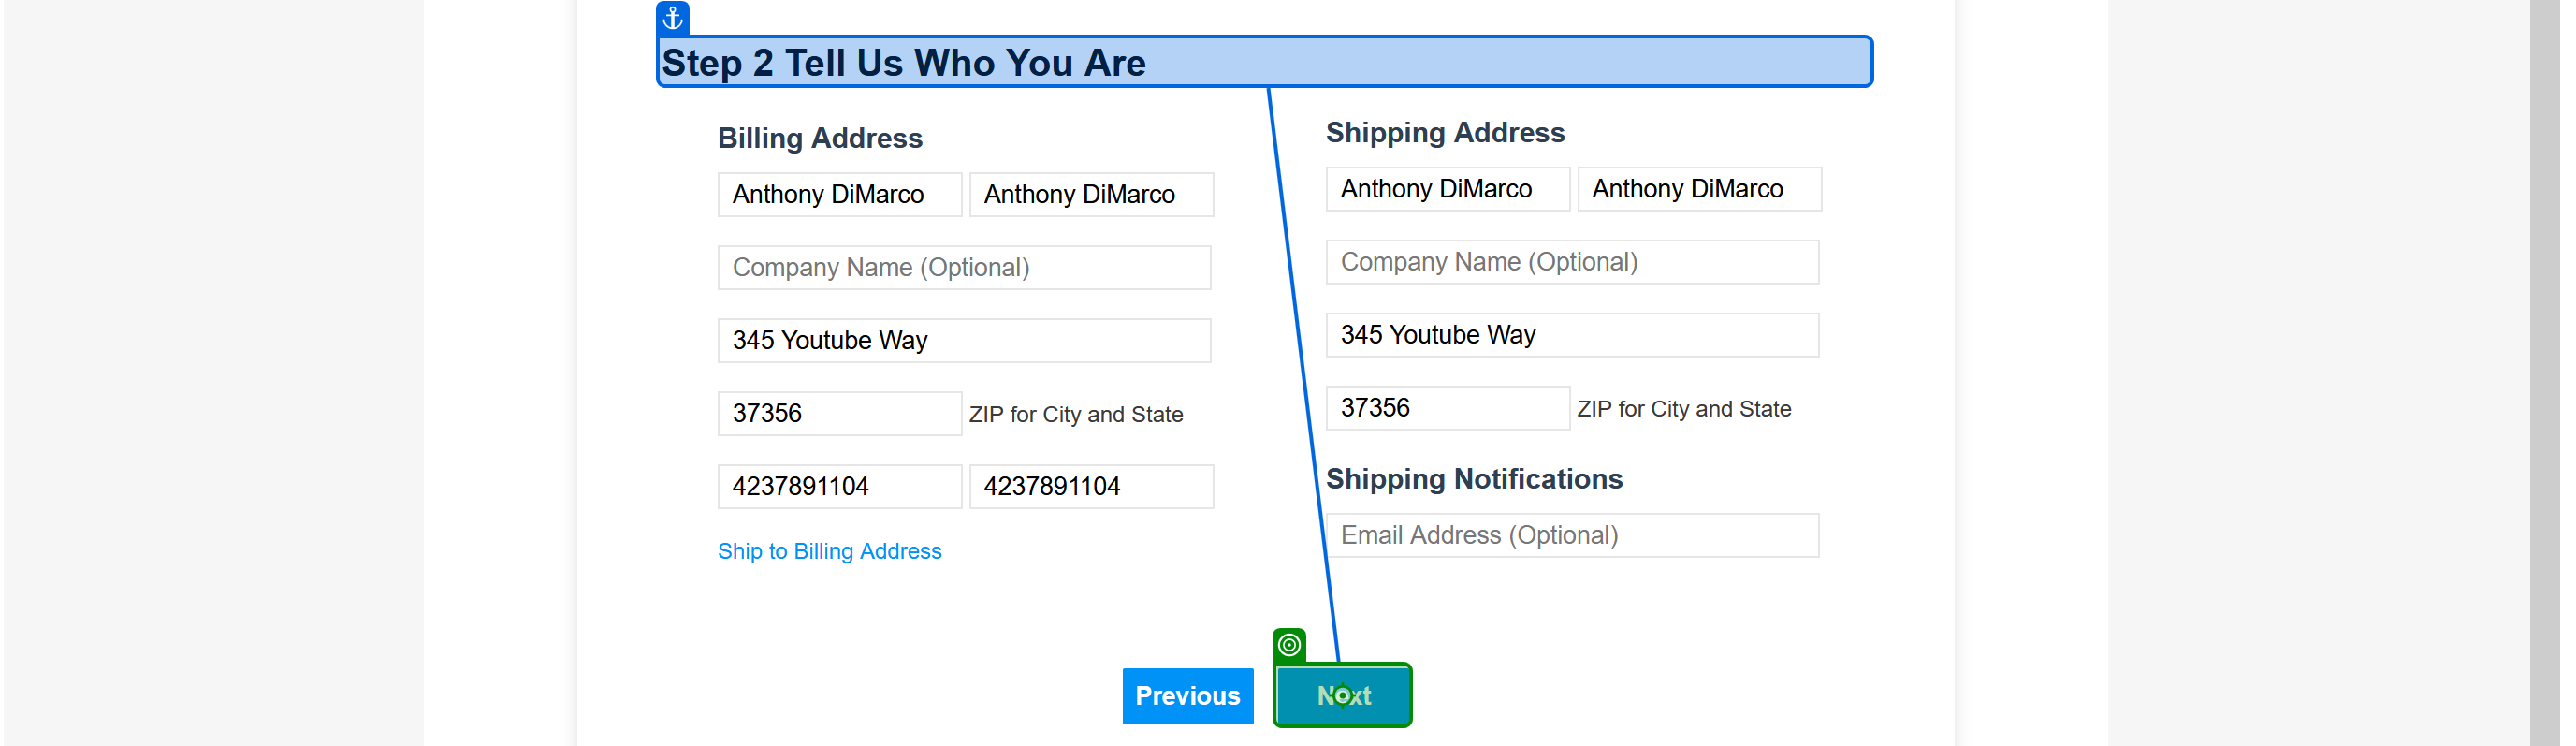 Step 2 Tell Us Who You Are
Billing Address
Anthony DiMarco Anthony DiMarco
Company Name (Optional)
345 Youtube Way
37356 ZIP for City and State
4237891104 4237891104
Ship to Billing Address
Shipping Address
Anthony DiMarco Anthony DiMarco
Company Name (Optional)
345 Youtube Way
37356 ZIP for City and State
Shipping Notifications
Email Address (Optional)
Previous Next